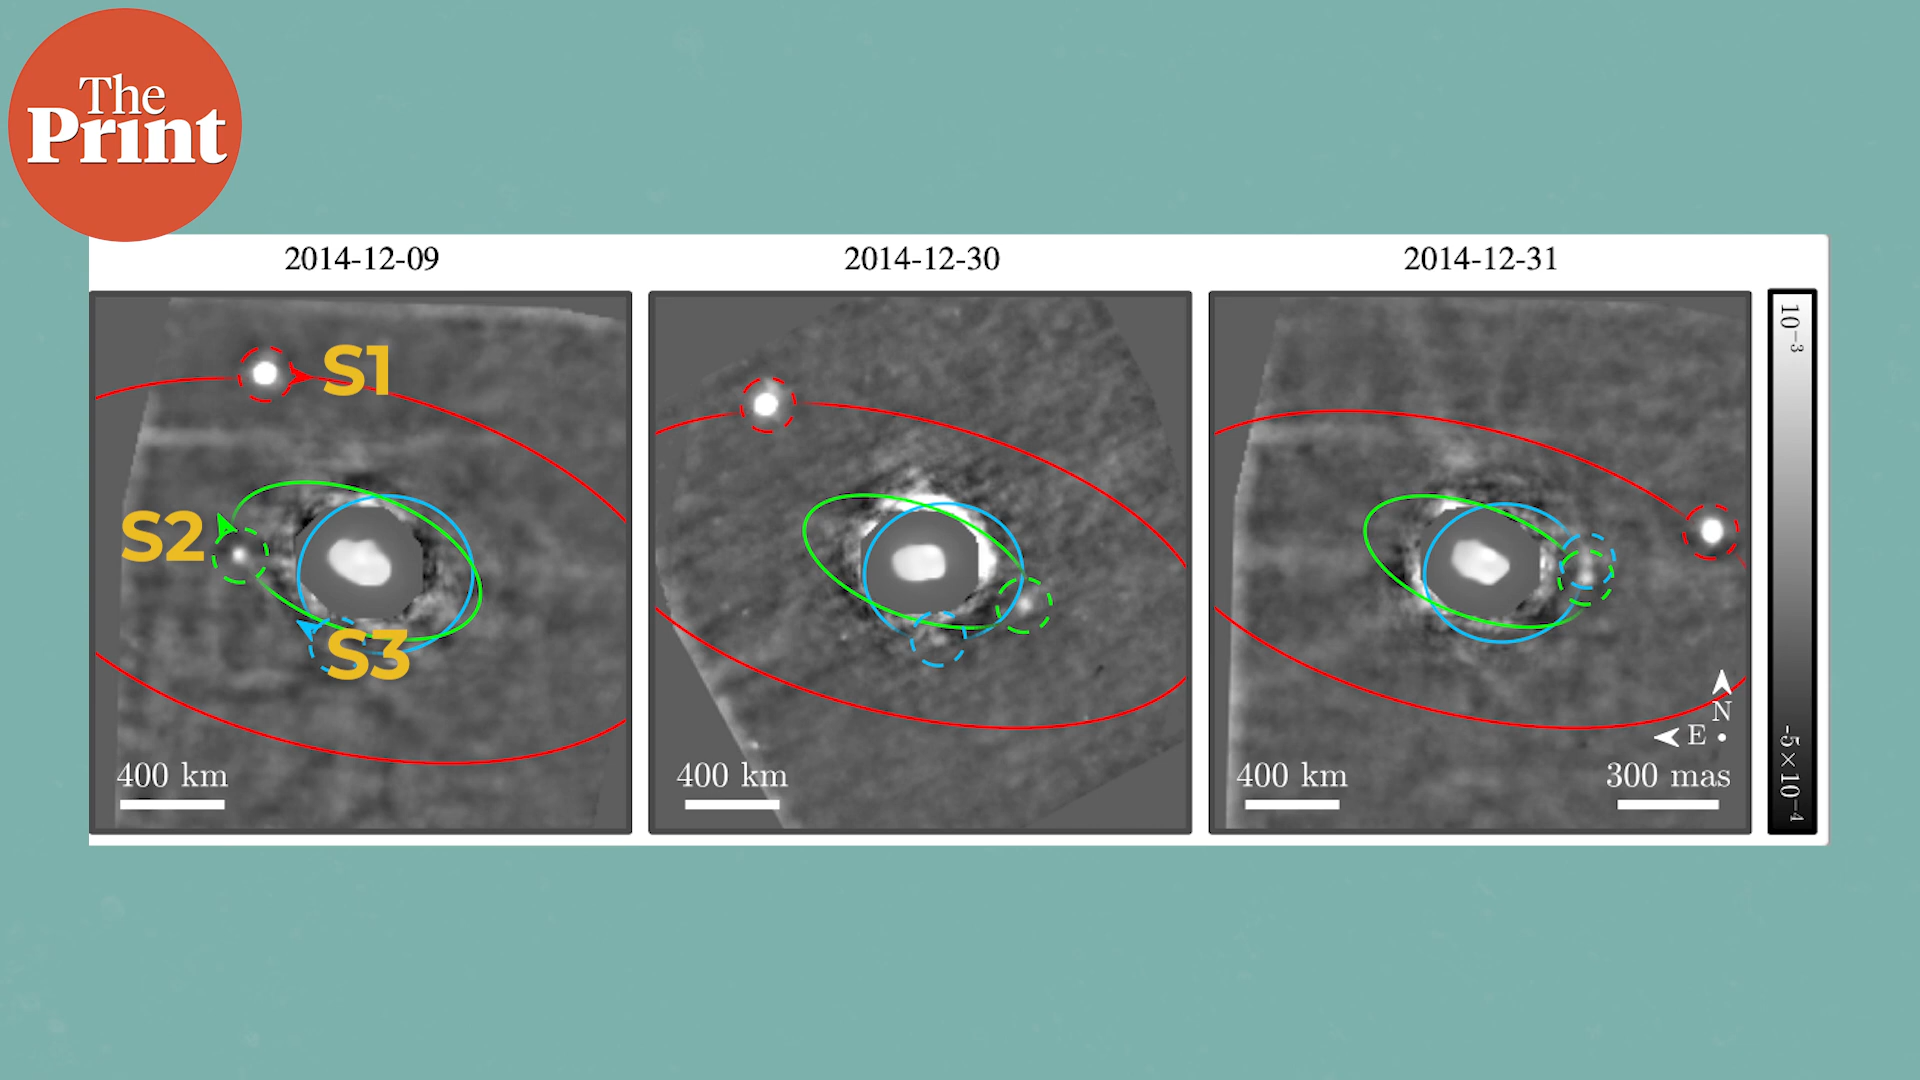 The
Print
2014-12-09
2014-12-30
2014-12-31
S1
S2
S3
400 km
400 km
400 km
N
E
300 mas
10⁻³
-5×10⁻⁴